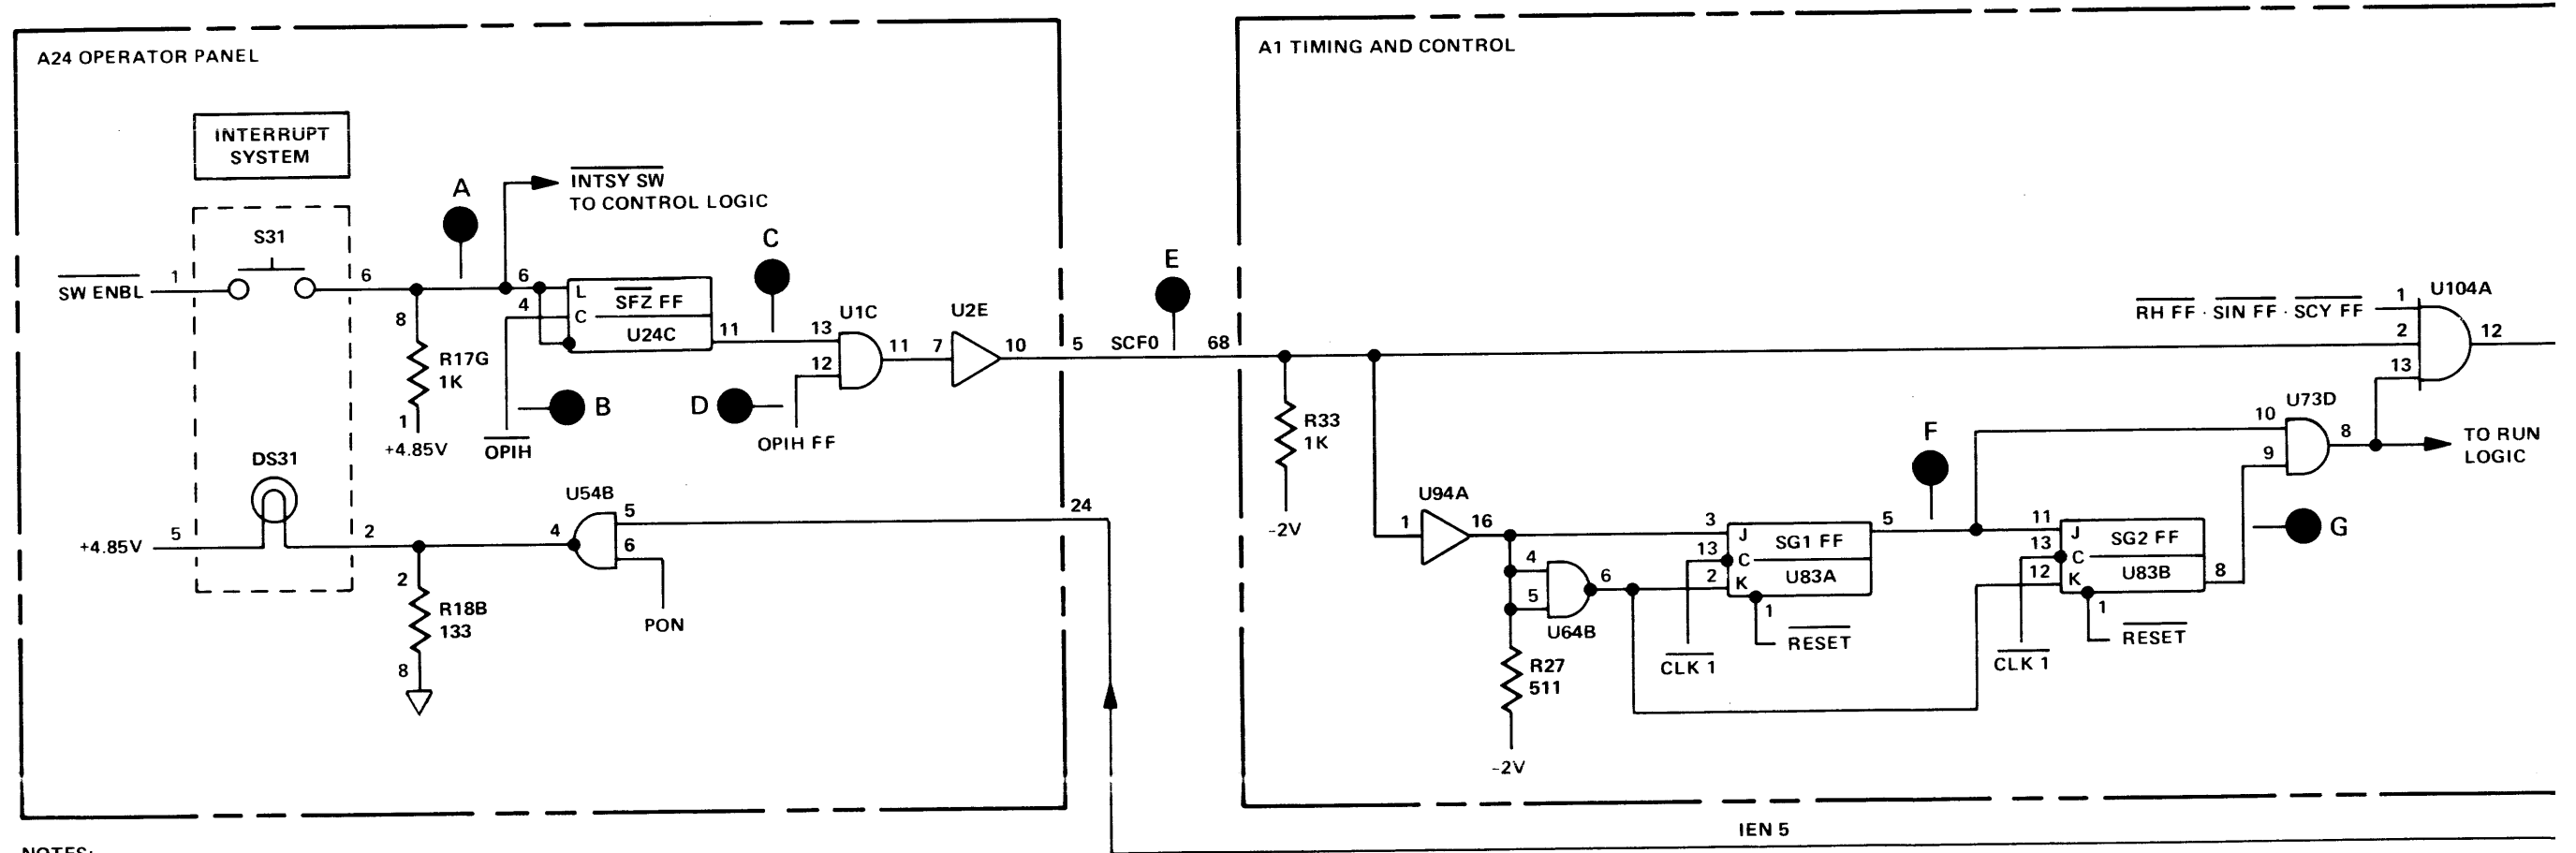 A24 OPERATOR PANEL
INTERRUPT
SYSTEM
S31
SW ENBL
1
6
A
INTSY SW
TO CONTROL LOGIC
8
R17G
1K
1
+4.85V
6
4
L
C
SFZ FF
U24C
11
OPIH
B
C
D
OPIH FF
13
12
U1C
11
7
U2E
10
5
SCF0
E
68
DS31
+4.85V
5
2
2
R18B
133
8
4
U54B
5
6
PON
24
A1 TIMING AND CONTROL
R33
1K
-2V
U94A
1
16
4
5
6
U64B
R27
511
-2V
3
13
2
J
C
K
SG1 FF
U83A
5
1
RESET
CLK 1
F
11
13
12
J
C
K
SG2 FF
U83B
8
1
RESET
CLK 1
G
U73D
10
9
8
TO RUN
LOGIC
RH FF · SIN FF · SCY FF
1
2
13
U104A
12
IEN 5